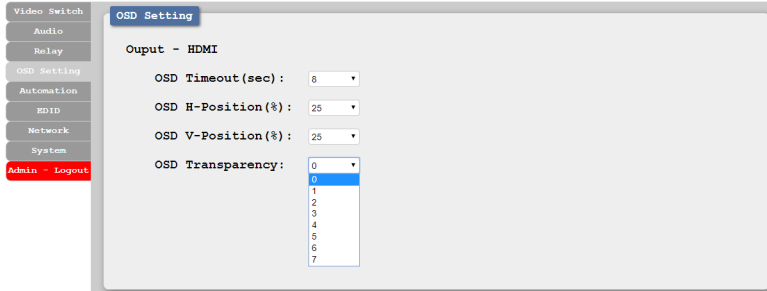 Video Switch
Audio
Relay
OSD Setting
Automation
EDID
Network
System
Admin - Logout
OSD Setting
Ouput - HDMI
OSD Timeout(sec): 8
OSD H-Position(%): 25
OSD V-Position(%): 25
OSD Transparency: 0
0
1
2
3
4
5
6
7